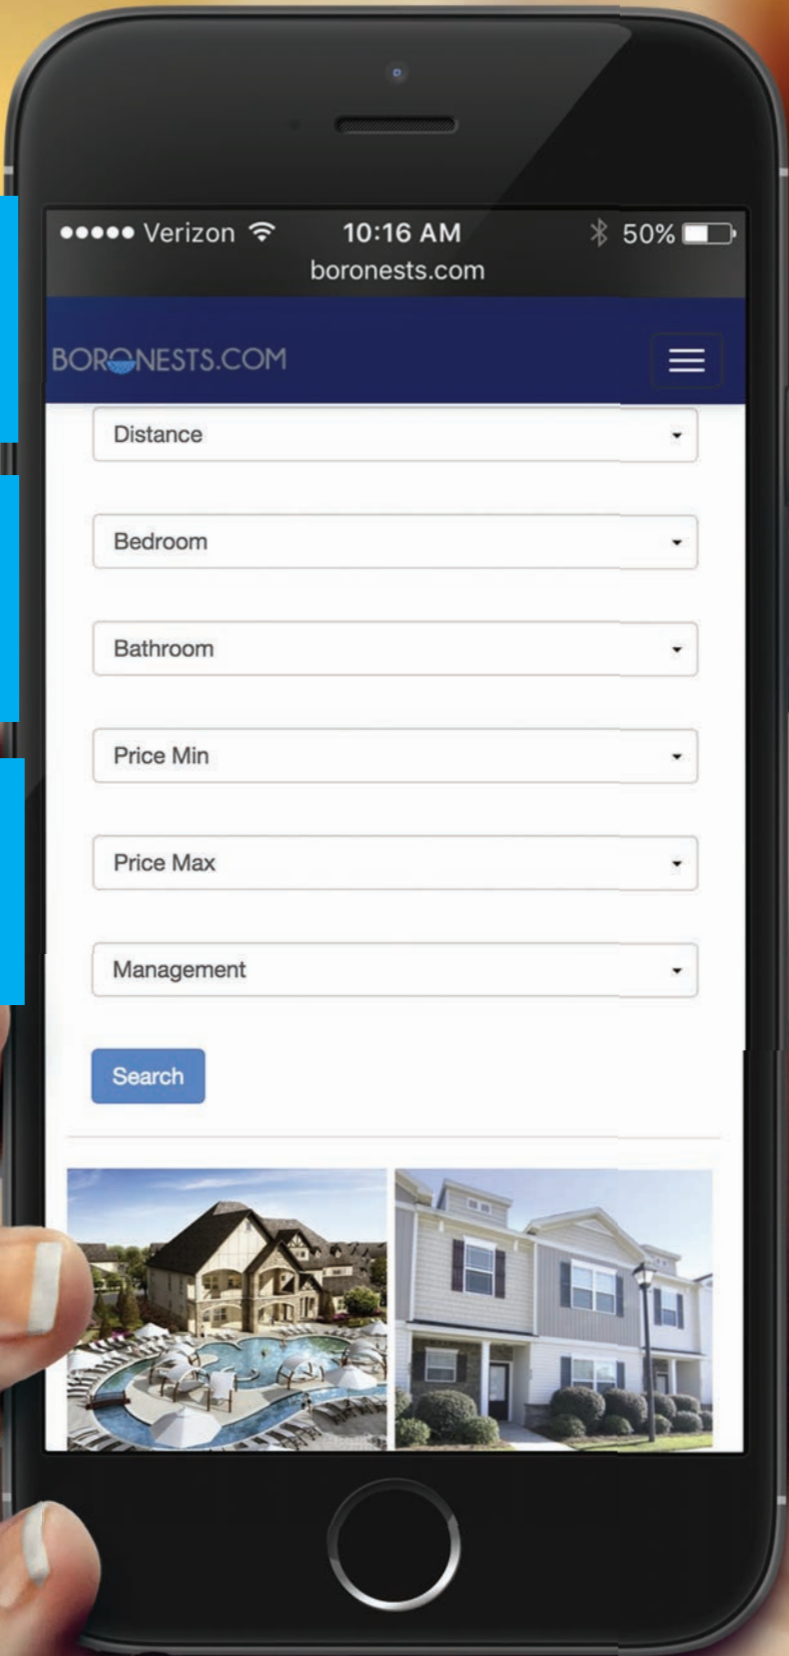 Verizon 10:16 AM 50%
boronests.com
BORONESTS.COM
Distance
Bedroom
Bathroom
Price Min
Price Max
Management
Search